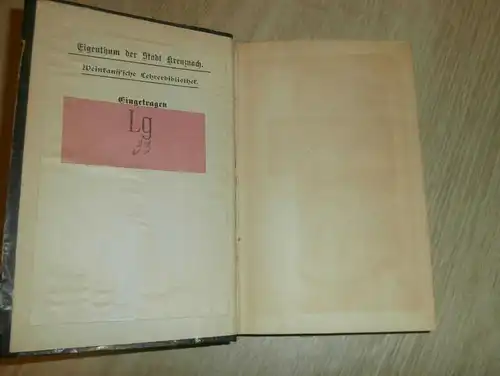 Eigenthum der Stadt Kreuznach.
Weinkauff'sche Lehrerbibliothek.
Eingetragen
Lg